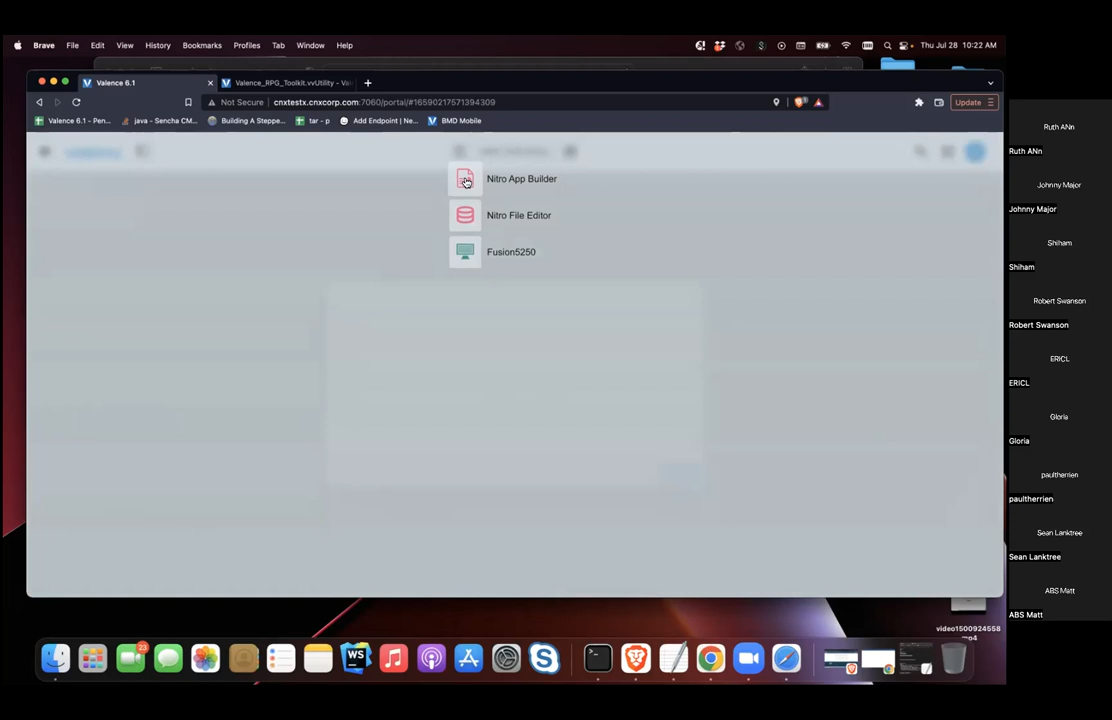 Brave File Edit View History Bookmarks Profiles Tab Window Help
Thu Jul 28 10:22 AM
Valence 6.1
Valence_RPG_Toolkit.vvUtility - Val
Not Secure cnxtestx.cnxcorp.com:7060/portal/#16590217571394309
Update
Valence 6.1 - Pen...
java - Sencha CM...
Building A Steppe...
tar - p
Add Endpoint | Ne...
BMD Mobile
Nitro App Builder
Nitro File Editor
Fusion5250
Ruth ANn
Ruth ANn
Johnny Major
Johnny Major
Shiham
Shiham
Robert Swanson
Robert Swanson
ERICL
ERICL
Gloria
Gloria
paultherrien
paultherrien
Sean Lanktree
Sean Lanktree
ABS Matt
ABS Matt
video1500924558
mp4
23
WS